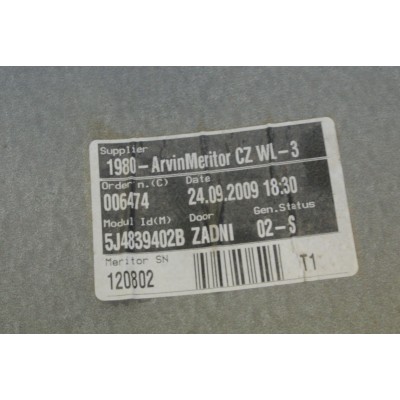 Supplier
1980-ArvinMeritor CZ WL-3
Order n.(C) Date
006474 24.09.2009 18:30
Modul Id(M) Door Gen.Status
5J4839402B ZADNI 02-S
Meritor SN
120802 T1